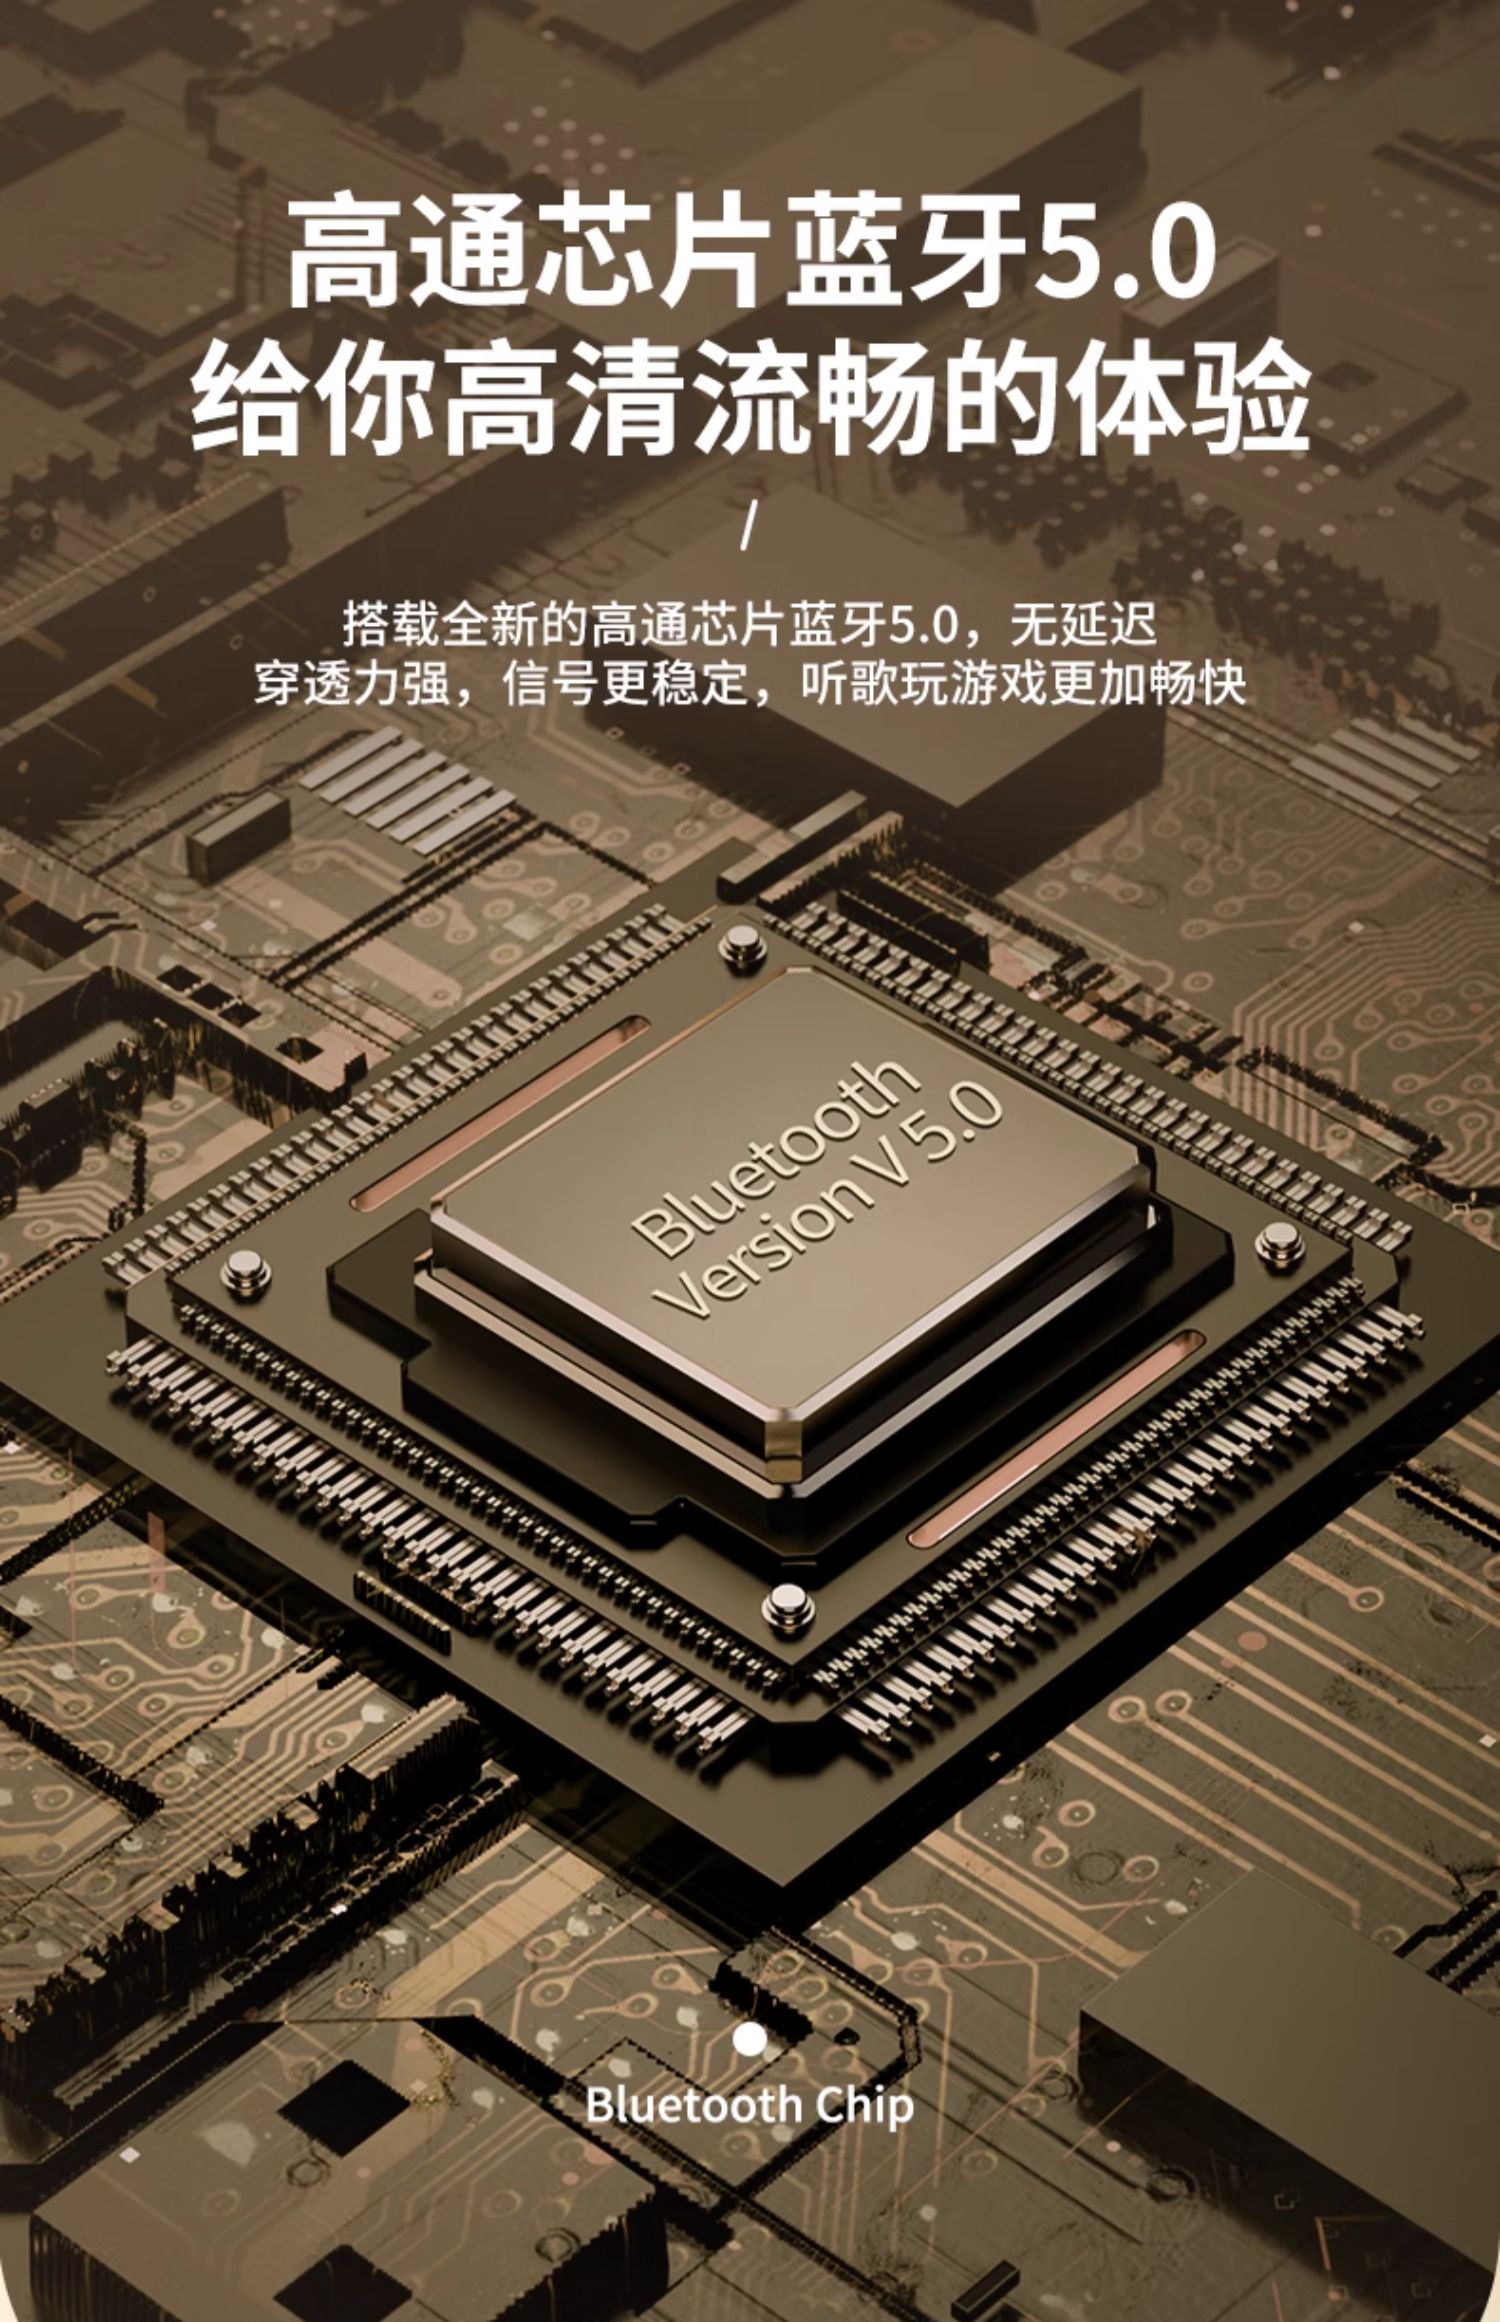 高通芯片蓝牙5.0
给你高清流畅的体验
/
搭载全新的高通芯片蓝牙5.0，无延迟
穿透力强，信号更稳定，听歌玩游戏更加畅快
Bluetooth
Version V 5.0
Bluetooth Chip